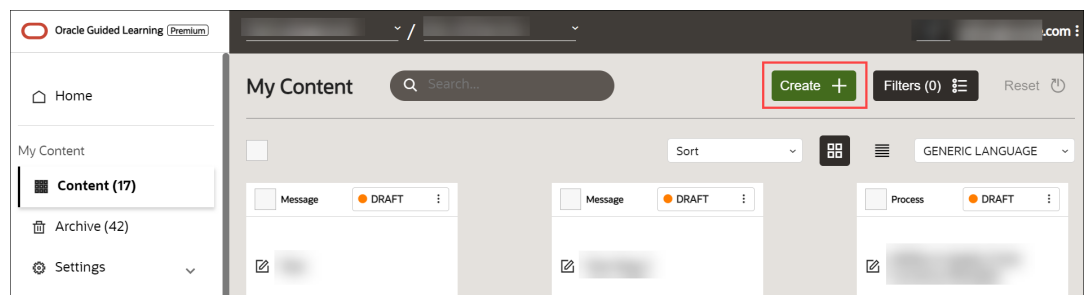 Oracle Guided Learning Premium
/
.com
Home
My Content
Search...
Create +
Filters (0)
Reset
My Content
Sort
GENERIC LANGUAGE
Content (17)
Message DRAFT
Message DRAFT
Process DRAFT
Archive (42)
Settings